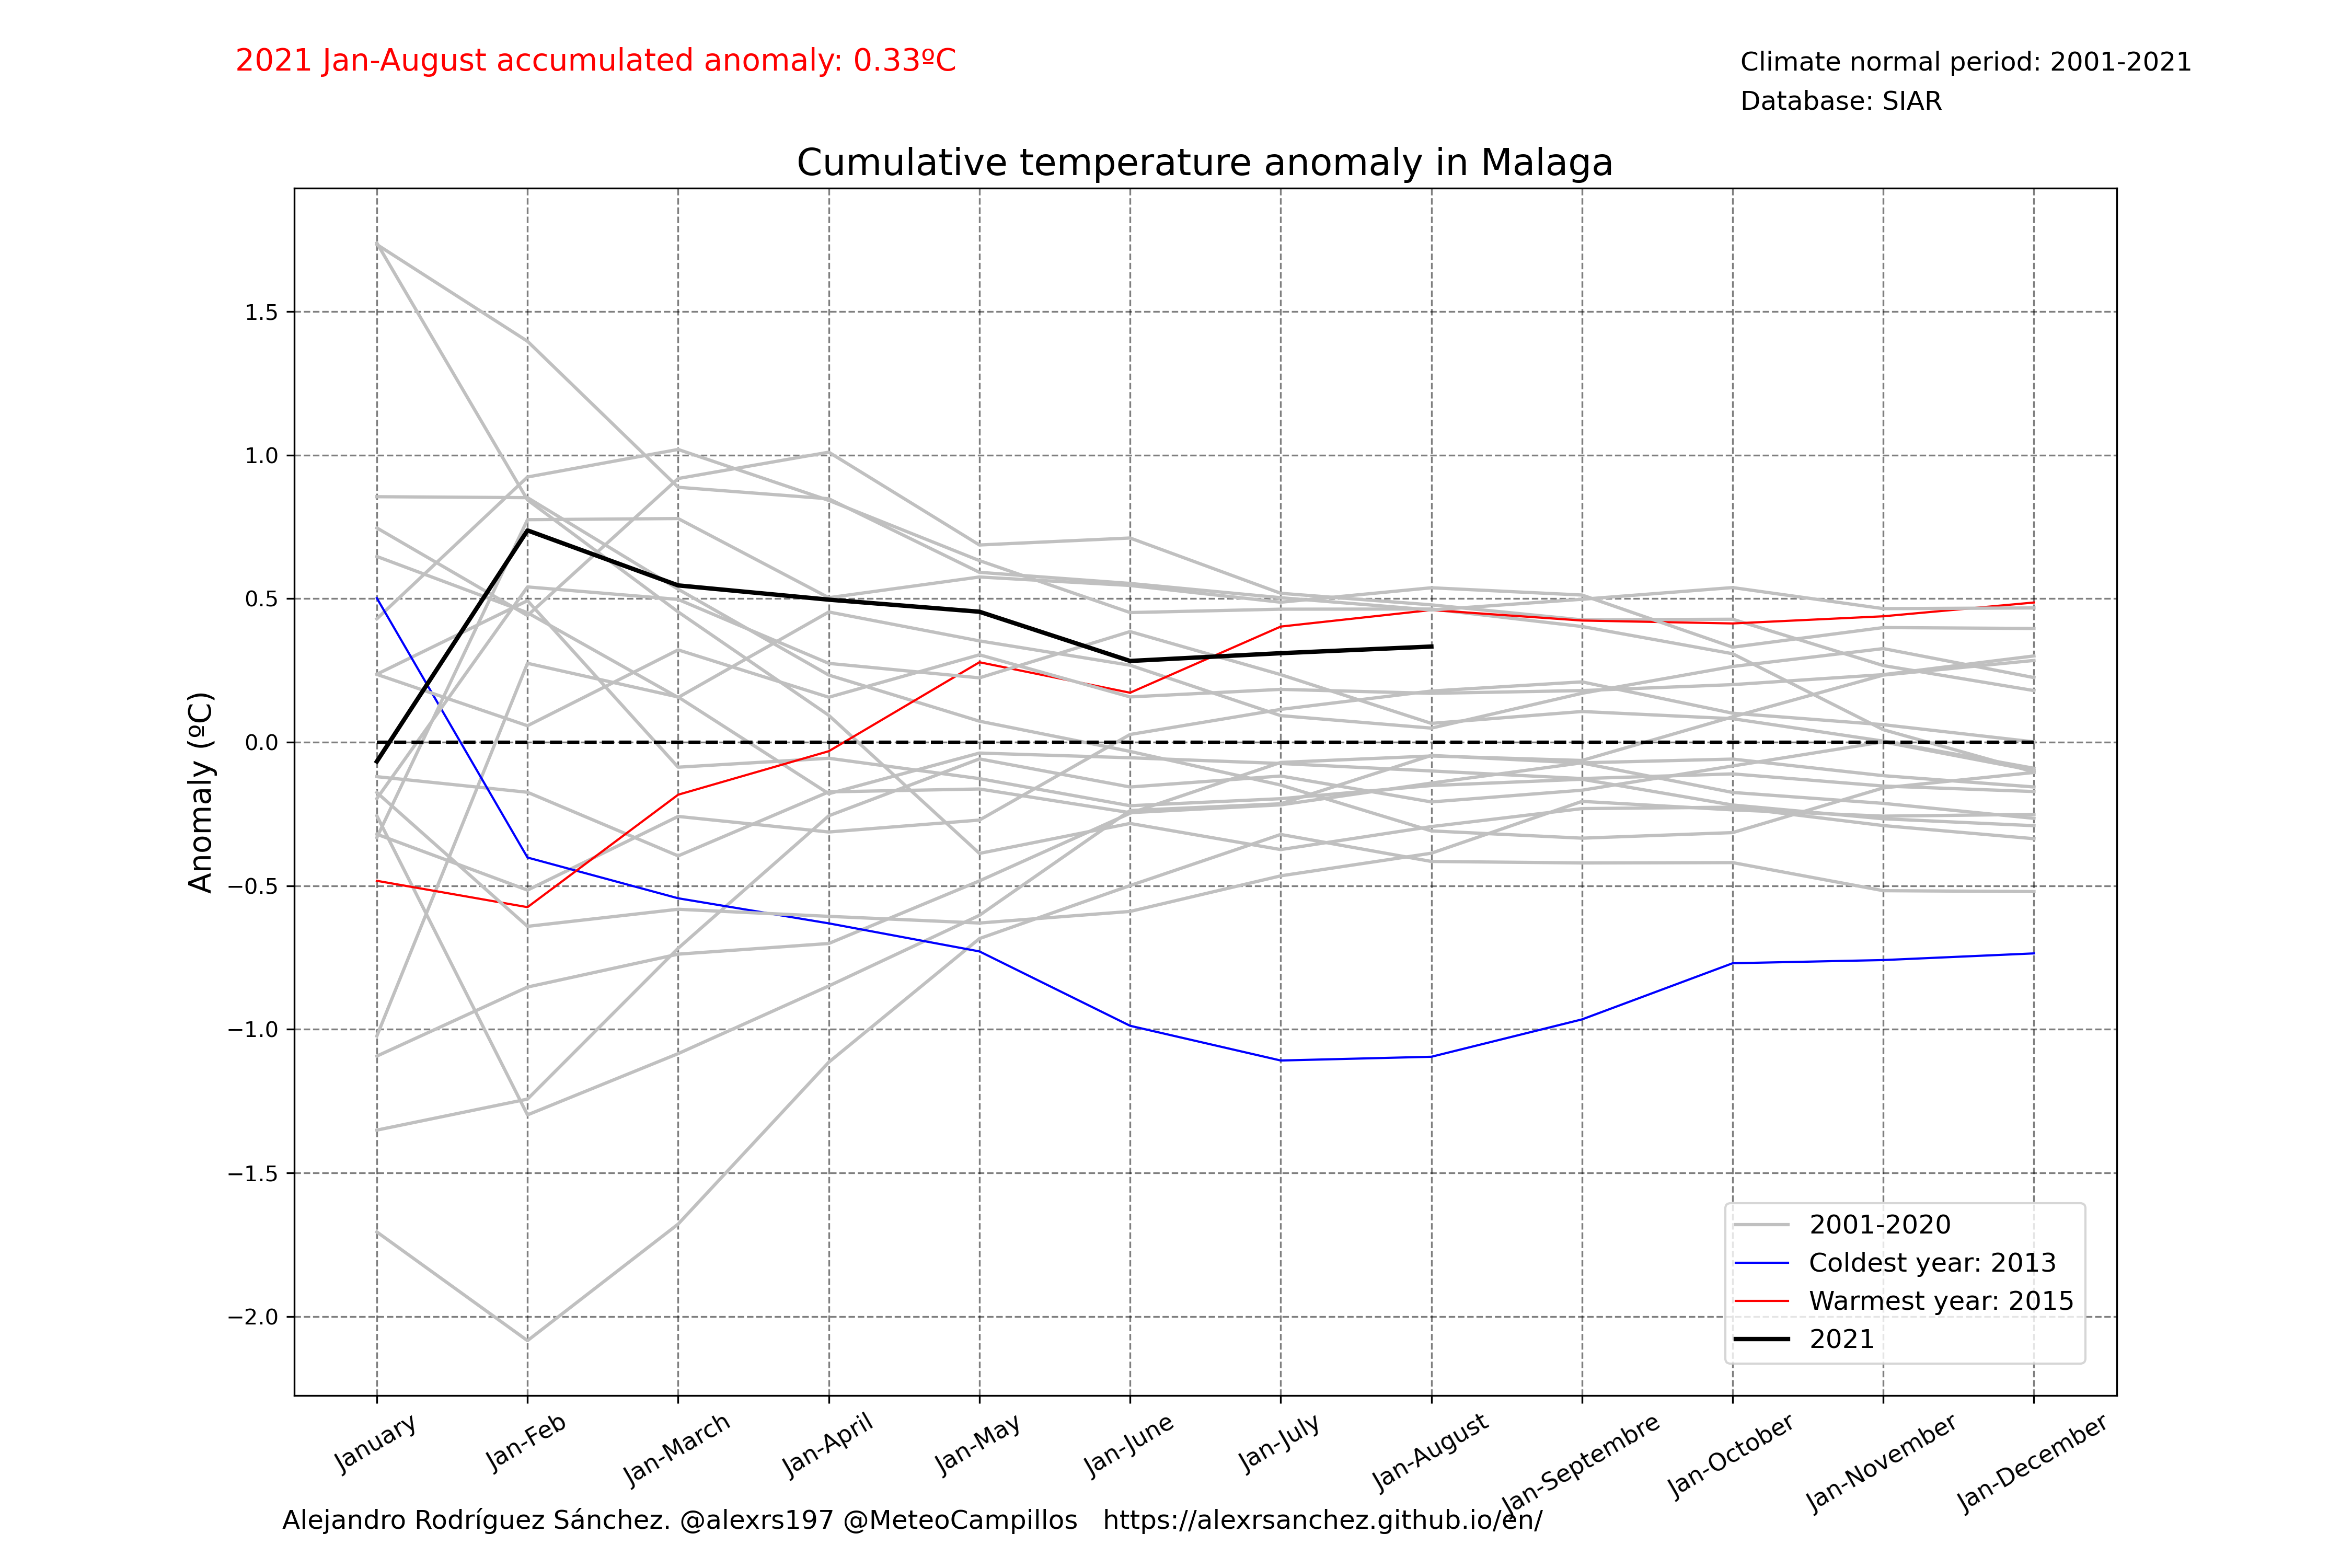 2021 Jan-August accumulated anomaly: 0.33ºC
Climate normal period: 2001-2021
Database: SIAR
Cumulative temperature anomaly in Malaga
Anomaly (ºC)
1.5
1.0
0.5
0.0
−0.5
−1.0
−1.5
−2.0
2001-2020
Coldest year: 2013
Warmest year: 2015
2021
January
Jan-Feb
Jan-March
Jan-April
Jan-May
Jan-June
Jan-July
Jan-August
Jan-Septembre
Jan-October
Jan-November
Jan-December
Alejandro Rodríguez Sánchez. @alexrs197 @MeteoCampillos https://alexrsanchez.github.io/en/